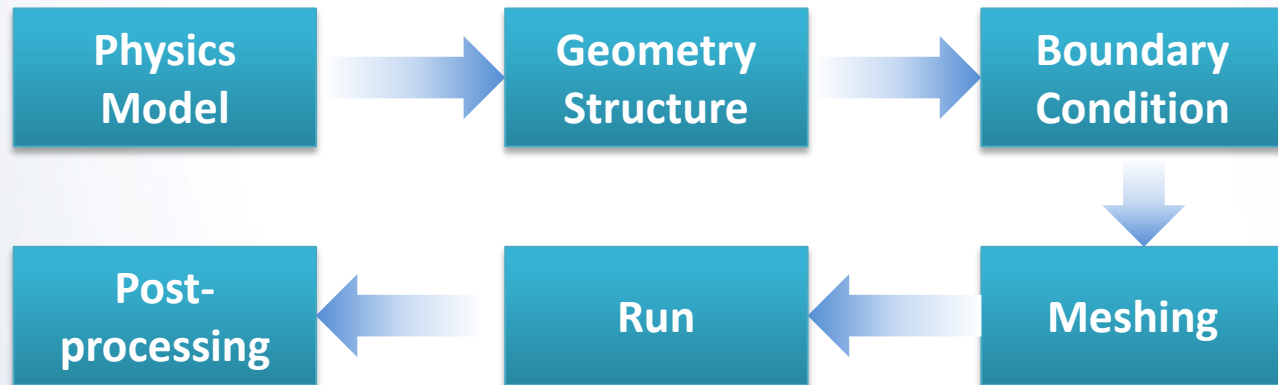 Physics
Model
Geometry
Structure
Boundary
Condition
Post-
processing
Run
Meshing